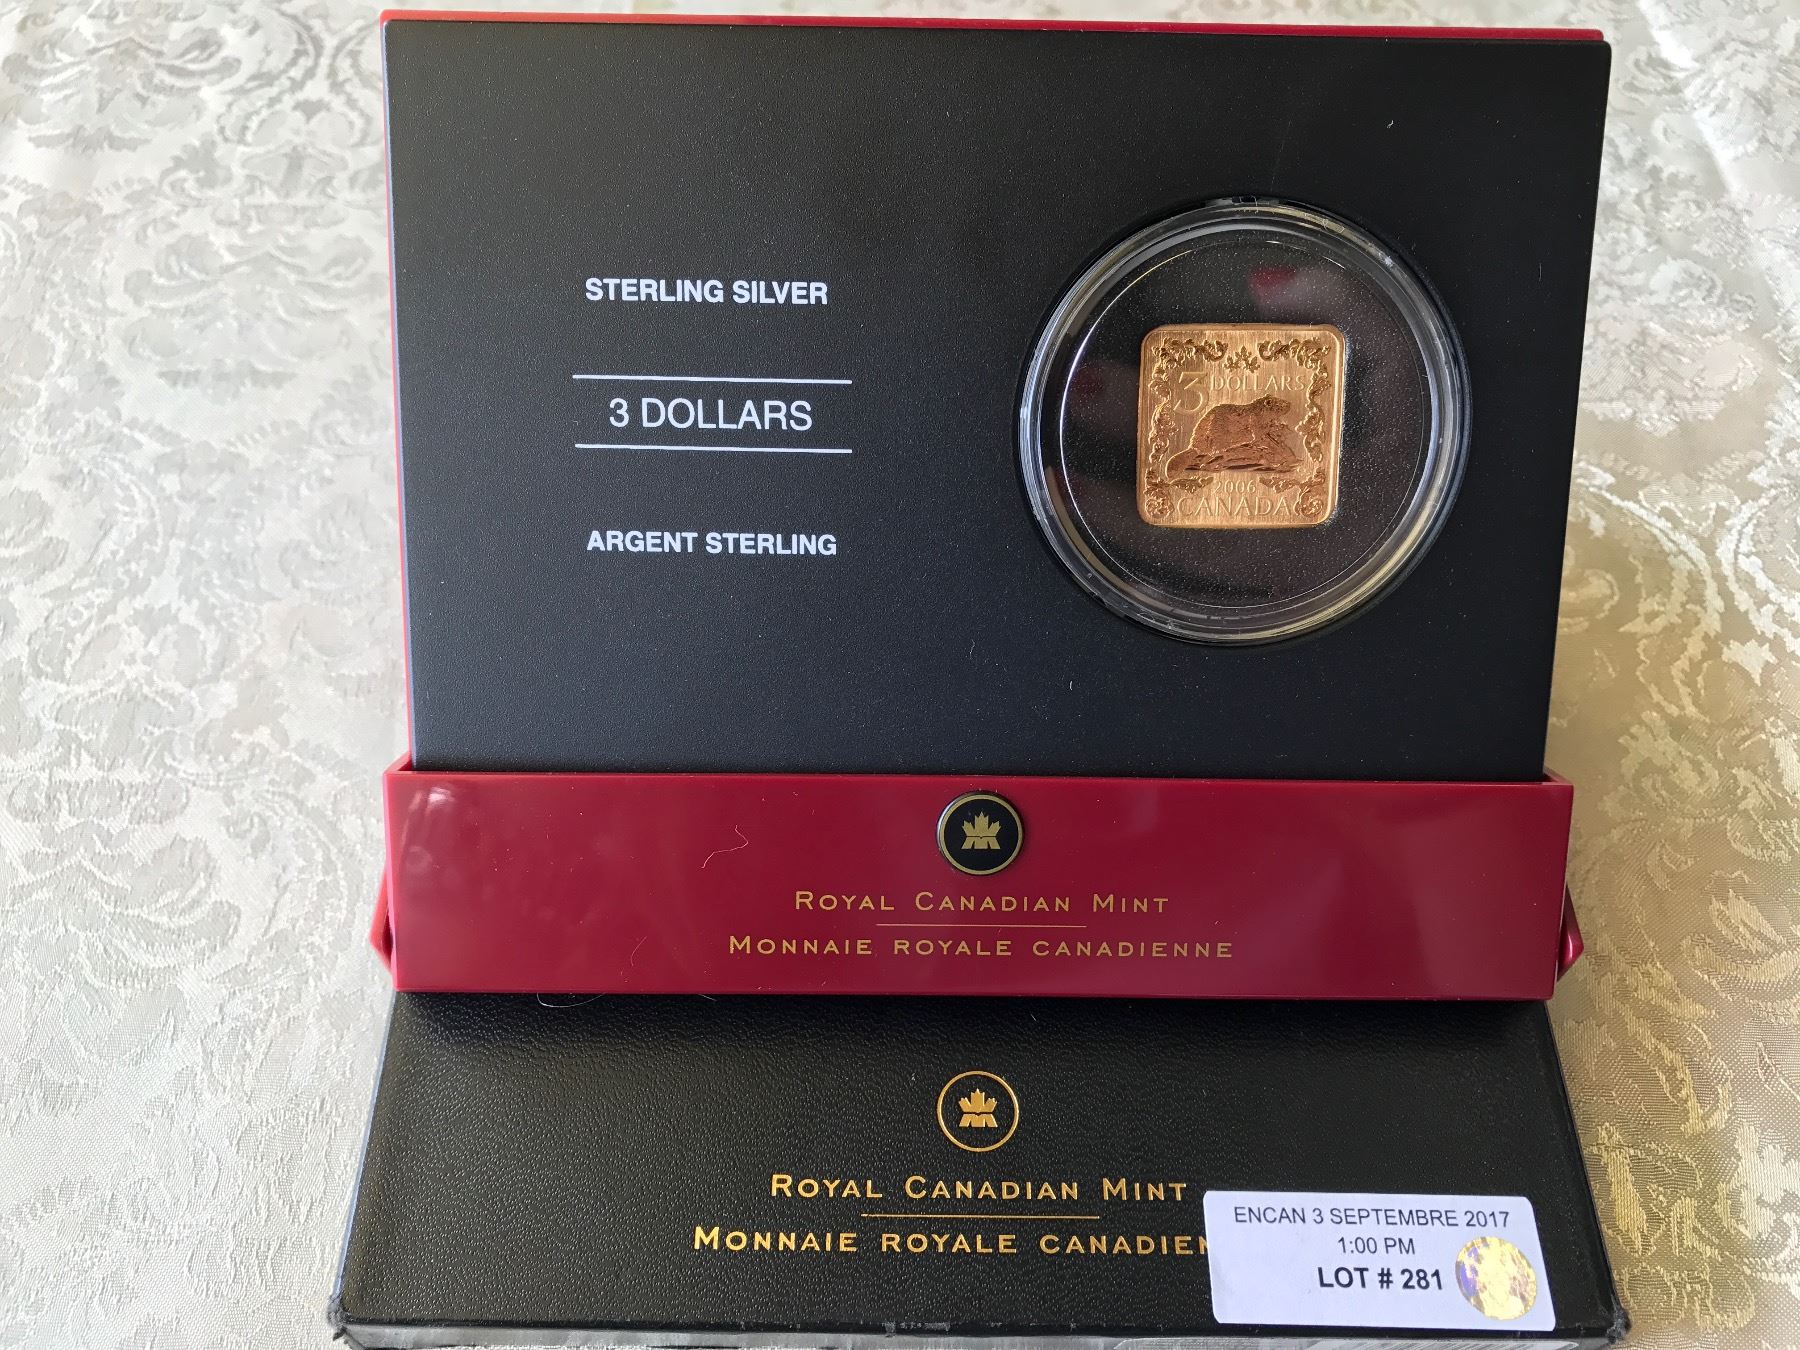 STERLING SILVER
3 DOLLARS
ARGENT STERLING
3 DOLLARS
2006
CANADA
ROYAL CANADIAN MINT
MONNAIE ROYALE CANADIENNE
ROYAL CANADIAN MINT
MONNAIE ROYALE CANADIEN
ENCAN 3 SEPTEMBRE 2017
1:00 PM
LOT # 281